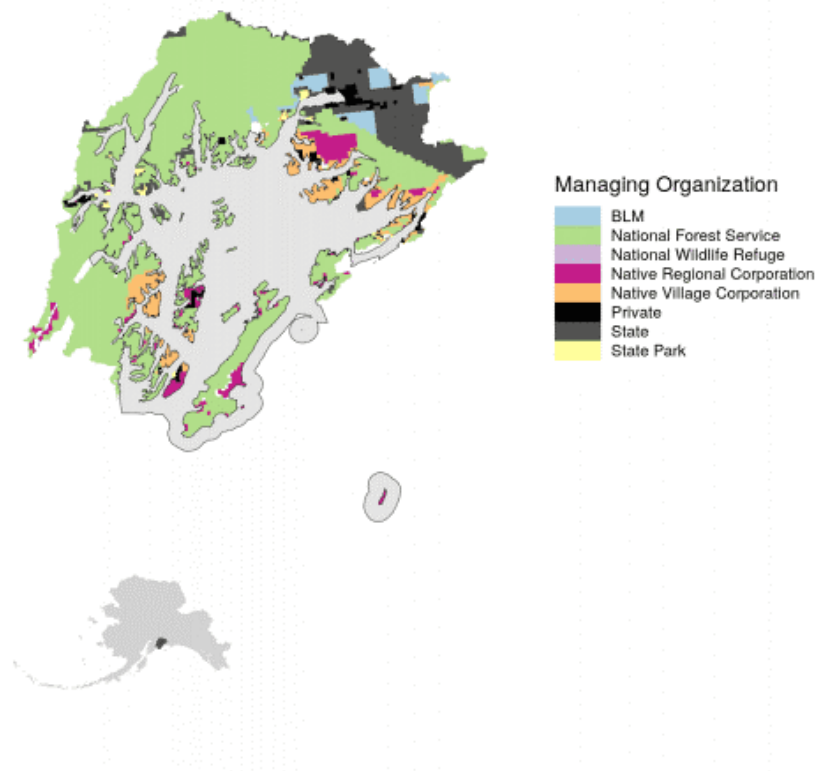 Managing Organization
BLM
National Forest Service
National Wildlife Refuge
Native Regional Corporation
Native Village Corporation
Private
State
State Park